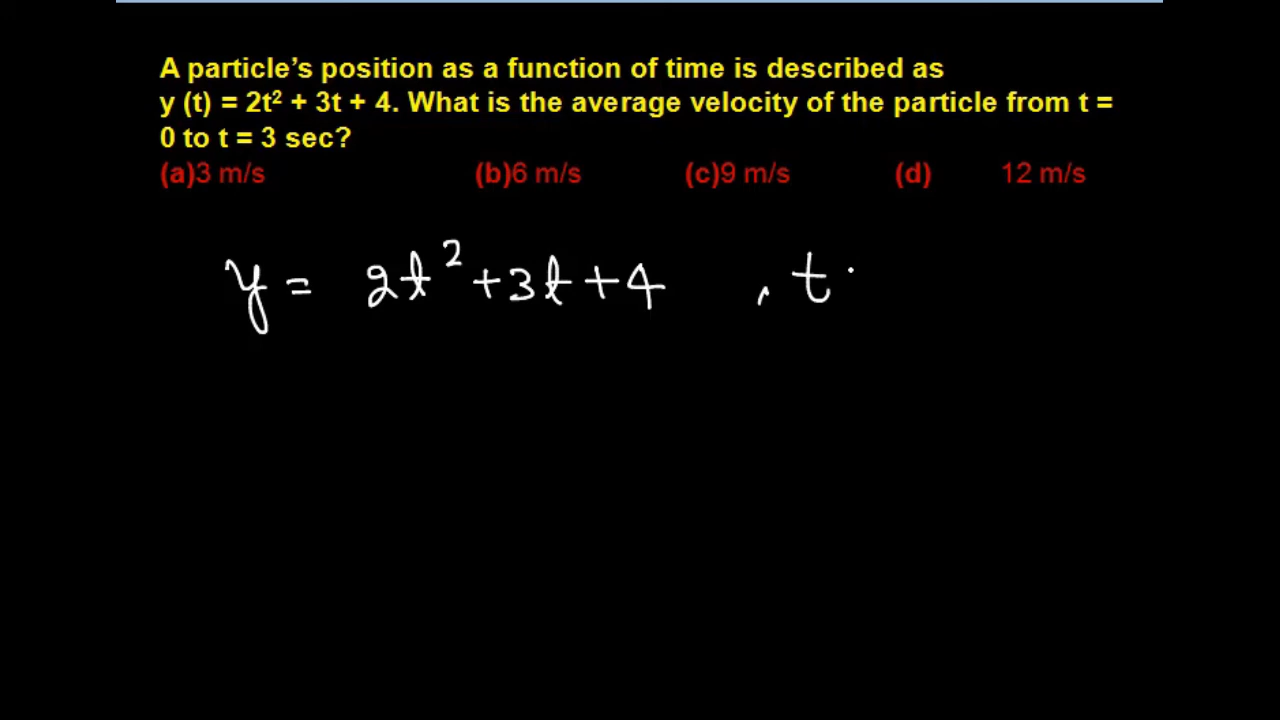 A particle’s position as a function of time is described as
y (t) = 2t² + 3t + 4. What is the average velocity of the particle from t =
0 to t = 3 sec?
(a)3 m/s (b)6 m/s (c)9 m/s (d) 12 m/s
y = 2t² + 3t + 4 , t